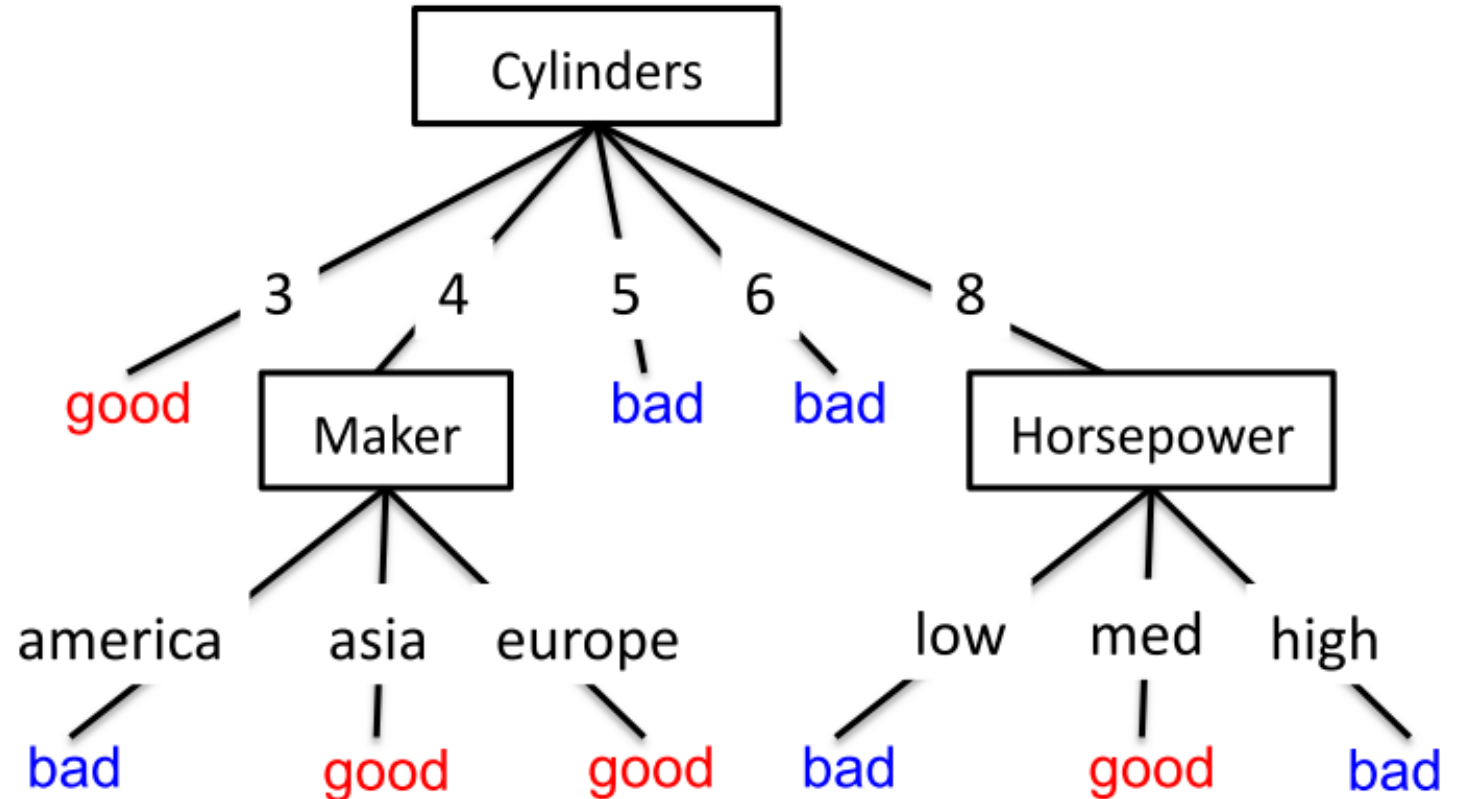 Cylinders
3 4 5 6 8
good Maker bad bad Horsepower
america asia europe low med high
bad good good bad good bad